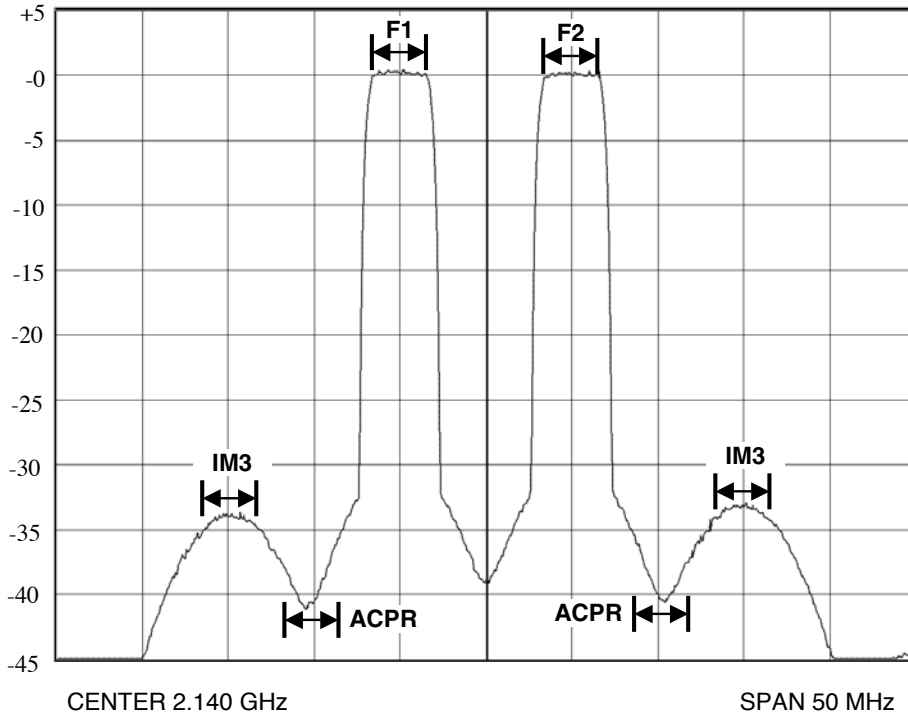 +5
F1
F2
-0
-5
-10
-15
-20
-25
-30
IM3
IM3
-35
-40
ACPR
ACPR
-45
CENTER 2.140 GHz
SPAN 50 MHz